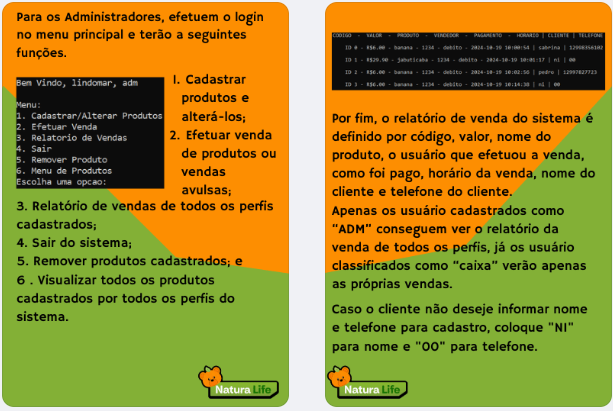 Para os Administradores, efetuem o login
no menu principal e terão a seguintes
funções.
Bem Vindo, lindomar, adm
Menu:
1. Cadastrar/Alterar Produtos
2. Efetuar Venda
3. Relatorio de Vendas
4. Sair
5. Remover Produto
6. Menu de Produtos
Escolha uma opcao:
1. Cadastrar
produtos e
alterá-los;
2. Efetuar venda
de produtos ou
vendas
avulsas;
3. Relatório de vendas de todos os perfis
cadastrados;
4. Sair do sistema;
5. Remover produtos cadastrados; e
6 . Visualizar todos os produtos
cadastrados por todos os perfis do
sistema.
Natura Life
CODIGO - VALOR - PRODUTO - VENDEDOR - PAGAMENTO - HORARIO | CLIENTE | TELEFONE
ID 0 - R$6.00 - banana - 1234 - debito - 2024-10-19 10:00:54 | sabrina | 12998356102
ID 1 - R$29.90 - jabuticaba - 1234 - debito - 2024-10-19 10:01:17 | ni | 00
ID 2 - R$6.00 - banana - 1234 - debito - 2024-10-19 10:02:58 | pedro | 12997827723
ID 3 - R$6.00 - banana - 1234 - debito - 2024-10-19 10:14:38 | ni | 00
Por fim, o relatório de venda do sistema é
definido por código, valor, nome do
produto, o usuário que efetuou a venda,
como foi pago, horário da venda, nome do
cliente e telefone do cliente.
Apenas os usuário cadastrados como
"ADM" conseguem ver o relatório da
venda de todos os perfis, já os usuário
classificados como "caixa" verão apenas
as próprias vendas.
Caso o cliente não deseje informar nome
e telefone para cadastro, coloque "NI"
para nome e "00" para telefone.
Natura Life